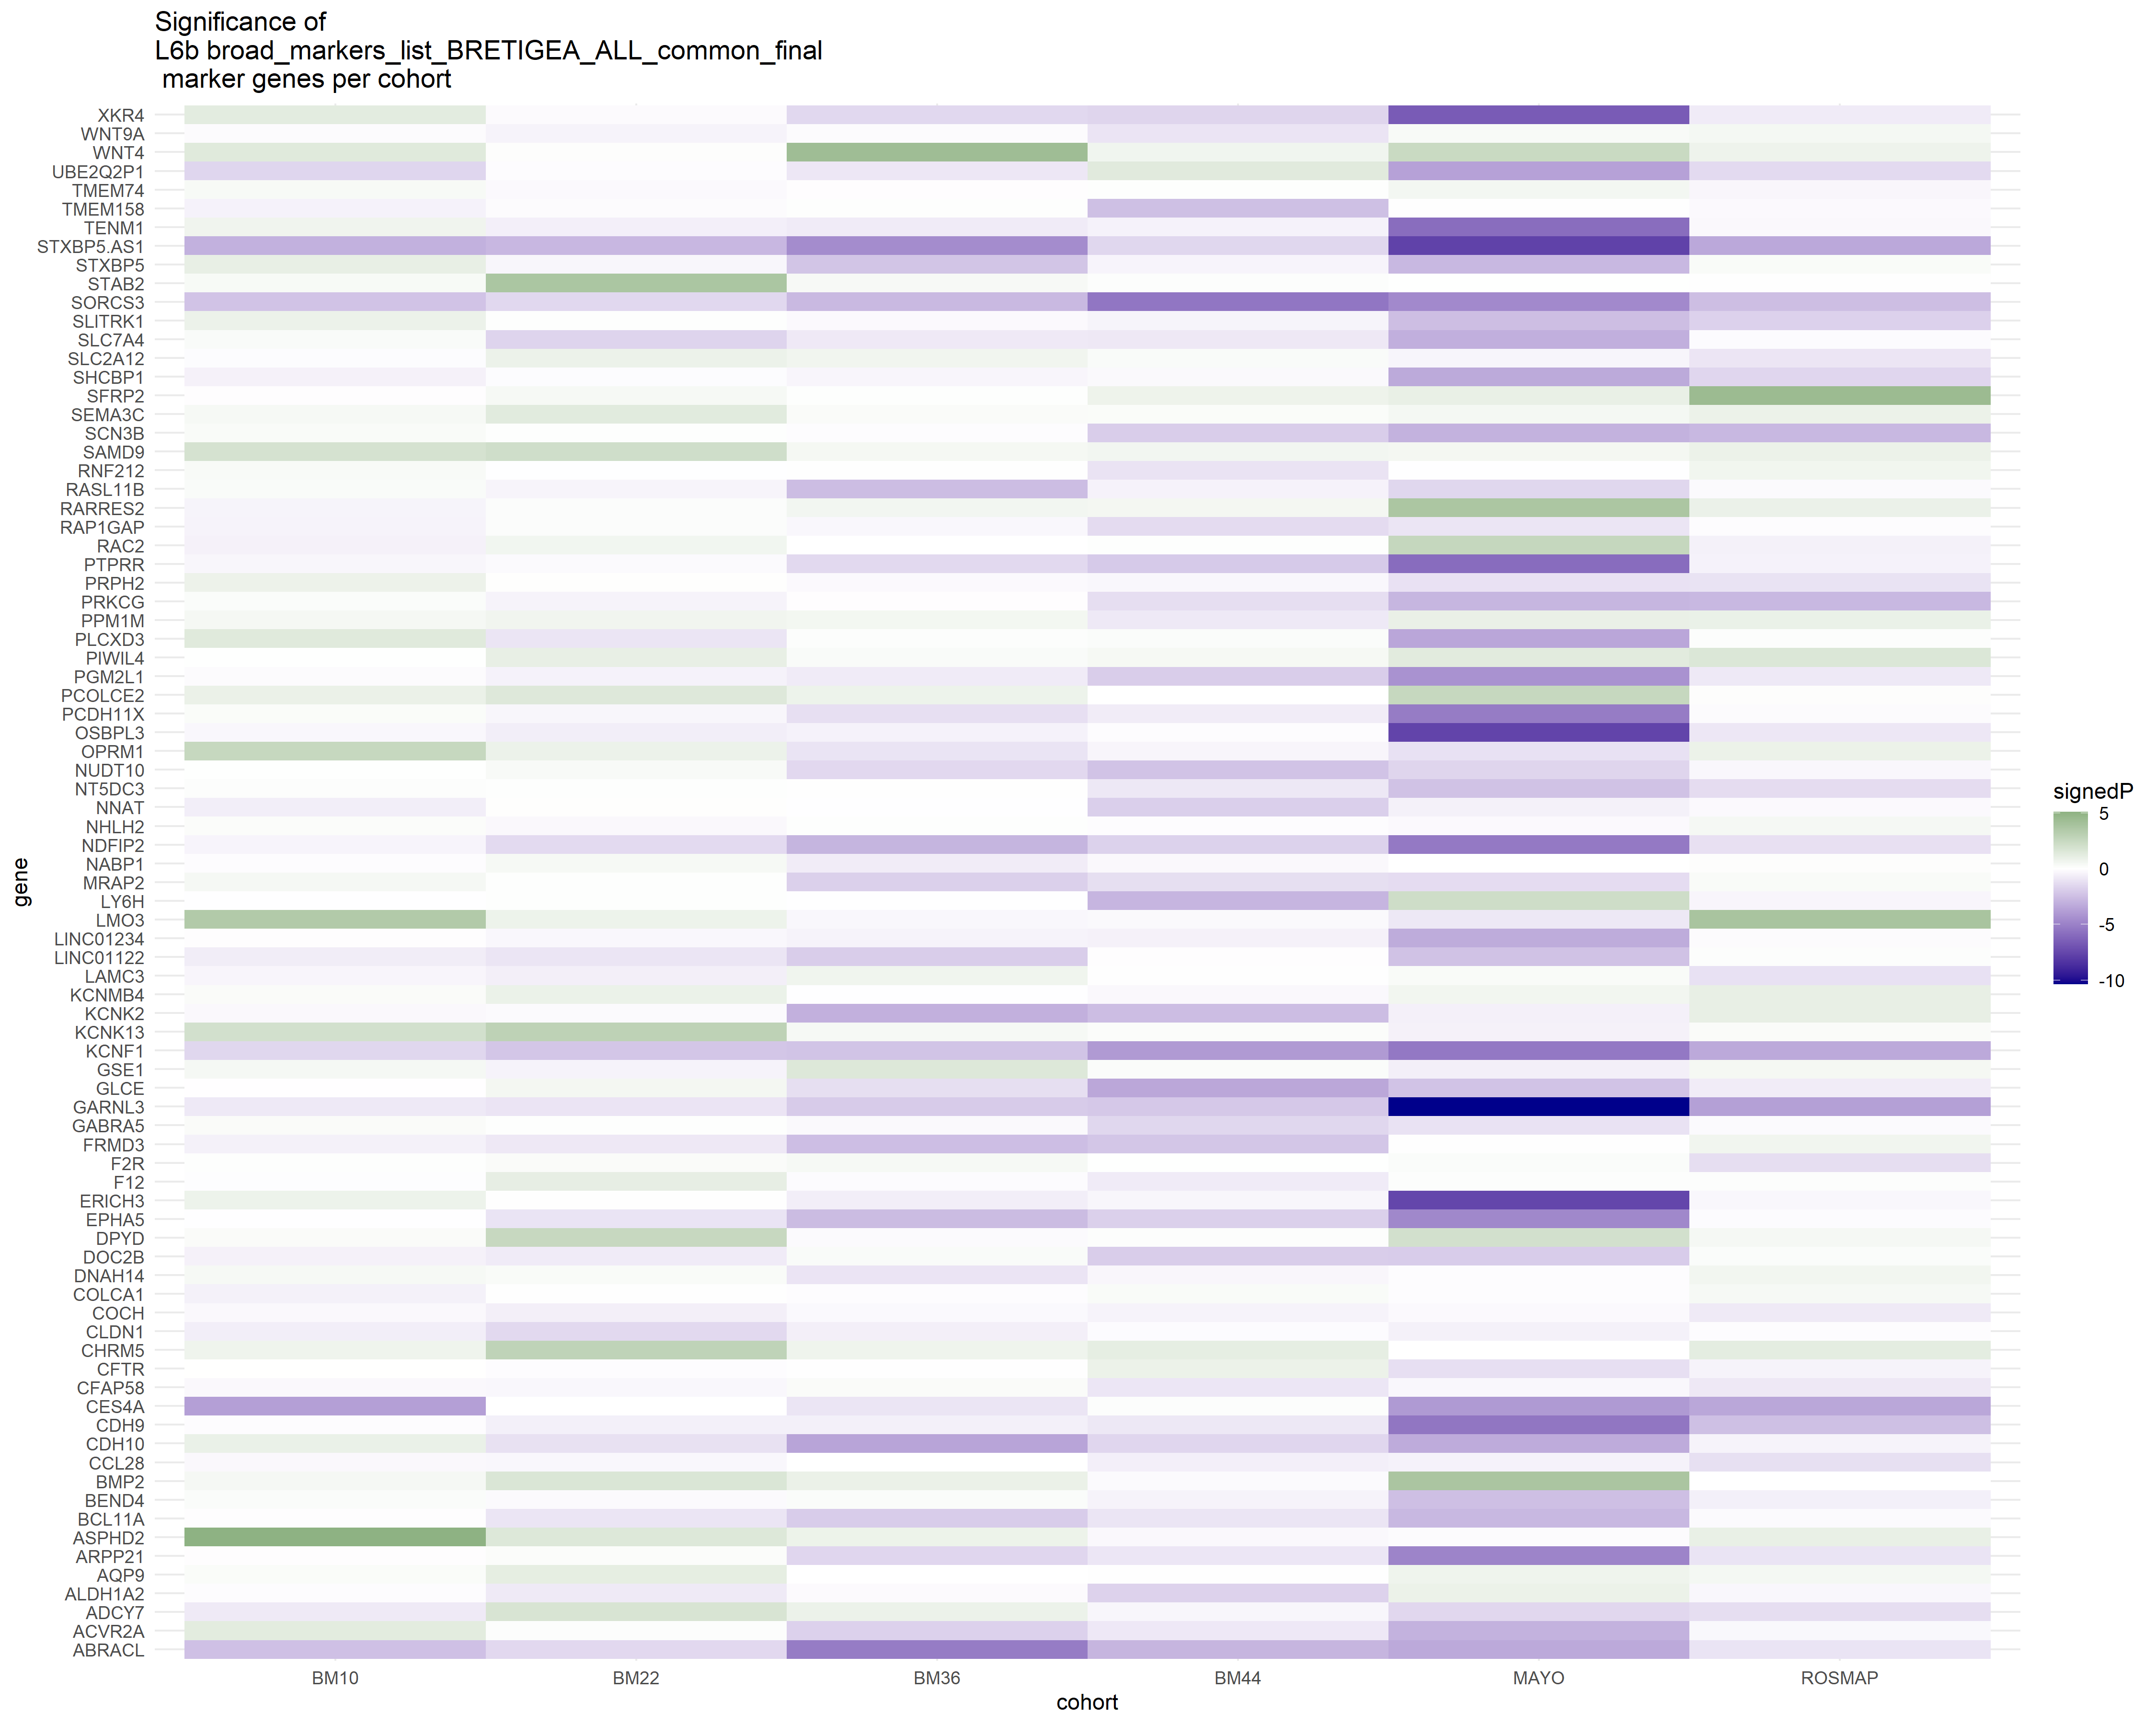 Significance of
L6b broad_markers_list_BRETIGEA_ALL_common_final
marker genes per cohort
XKR4
WNT9A
WNT4
UBE2Q2P1
TMEM74
TMEM158
TENM1
STXBP5.AS1
STXBP5
STAB2
SORCS3
SLITRK1
SLC7A4
SLC2A12
SHCBP1
SFRP2
SEMA3C
SCN3B
SAMD9
RNF212
RASL11B
RARRES2
RAP1GAP
RAC2
PTPRR
PRPH2
PRKCG
PPM1M
PLCXD3
PIWIL4
PGM2L1
PCOLCE2
PCDH11X
OSBPL3
OPRM1
NUDT10
NT5DC3
NNAT
NHLH2
NDFIP2
NABP1
MRAP2
LY6H
LMO3
LINC01234
LINC01122
LAMC3
KCNMB4
KCNK2
KCNK13
KCNF1
GSE1
GLCE
GARNL3
GABRA5
FRMD3
F2R
F12
ERICH3
EPHA5
DPYD
DOC2B
DNAH14
COLCA1
COCH
CLDN1
CHRM5
CFTR
CFAP58
CES4A
CDH9
CDH10
CCL28
BMP2
BEND4
BCL11A
ASPHD2
ARPP21
AQP9
ALDH1A2
ADCY7
ACVR2A
ABRACL
gene
BM10 BM22 BM36 BM44 MAYO ROSMAP
cohort
signedP
5
0
-5
-10